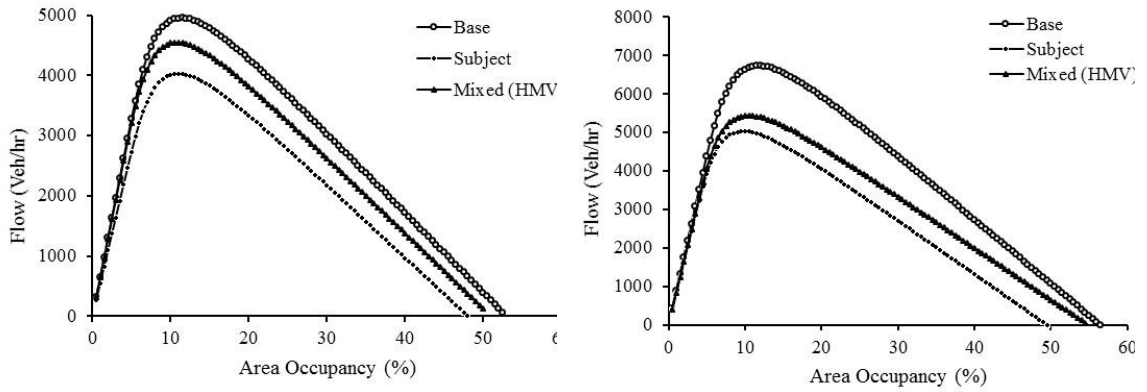 5000
4000
3000
2000
1000
0
Flow (Veh/hr)
0 10 20 30 40 50 6
Area Occupancy (%)
Base
Subject
Mixed (HMV
8000
7000
6000
5000
4000
3000
2000
1000
0
Flow (Veh/hr)
0 10 20 30 40 50 60
Area Occupancy (%)
Base
Subject
Mixed (HMV)